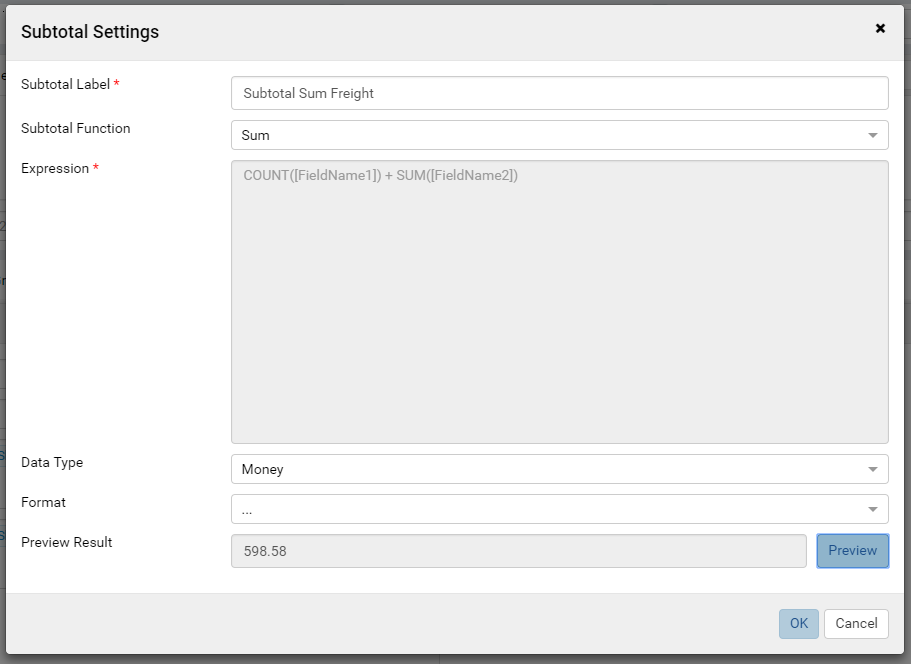 Subtotal Settings ×
Subtotal Label * Subtotal Sum Freight
Subtotal Function Sum
Expression * COUNT([FieldName1]) + SUM([FieldName2])
Data Type Money
Format ...
Preview Result 598.58 Preview
OK Cancel